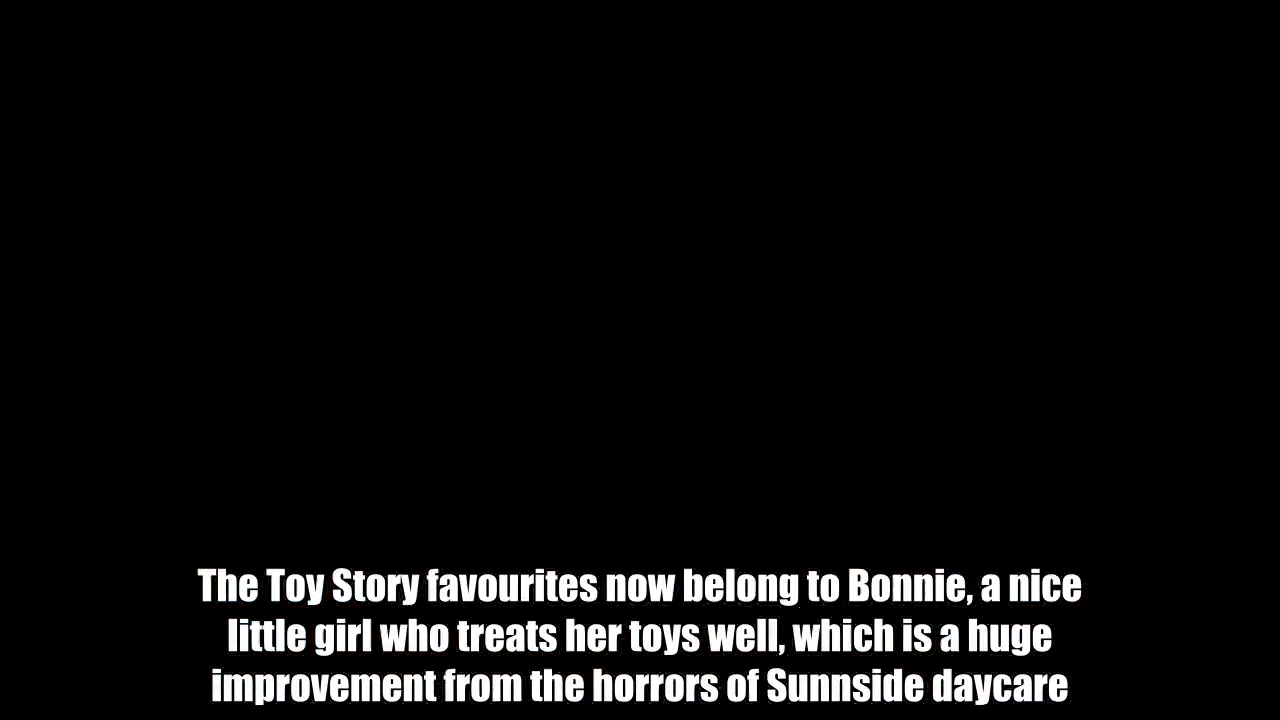 The Toy Story favourites now belong to Bonnie, a nice
little girl who treats her toys well, which is a huge
improvement from the horrors of Sunnside daycare